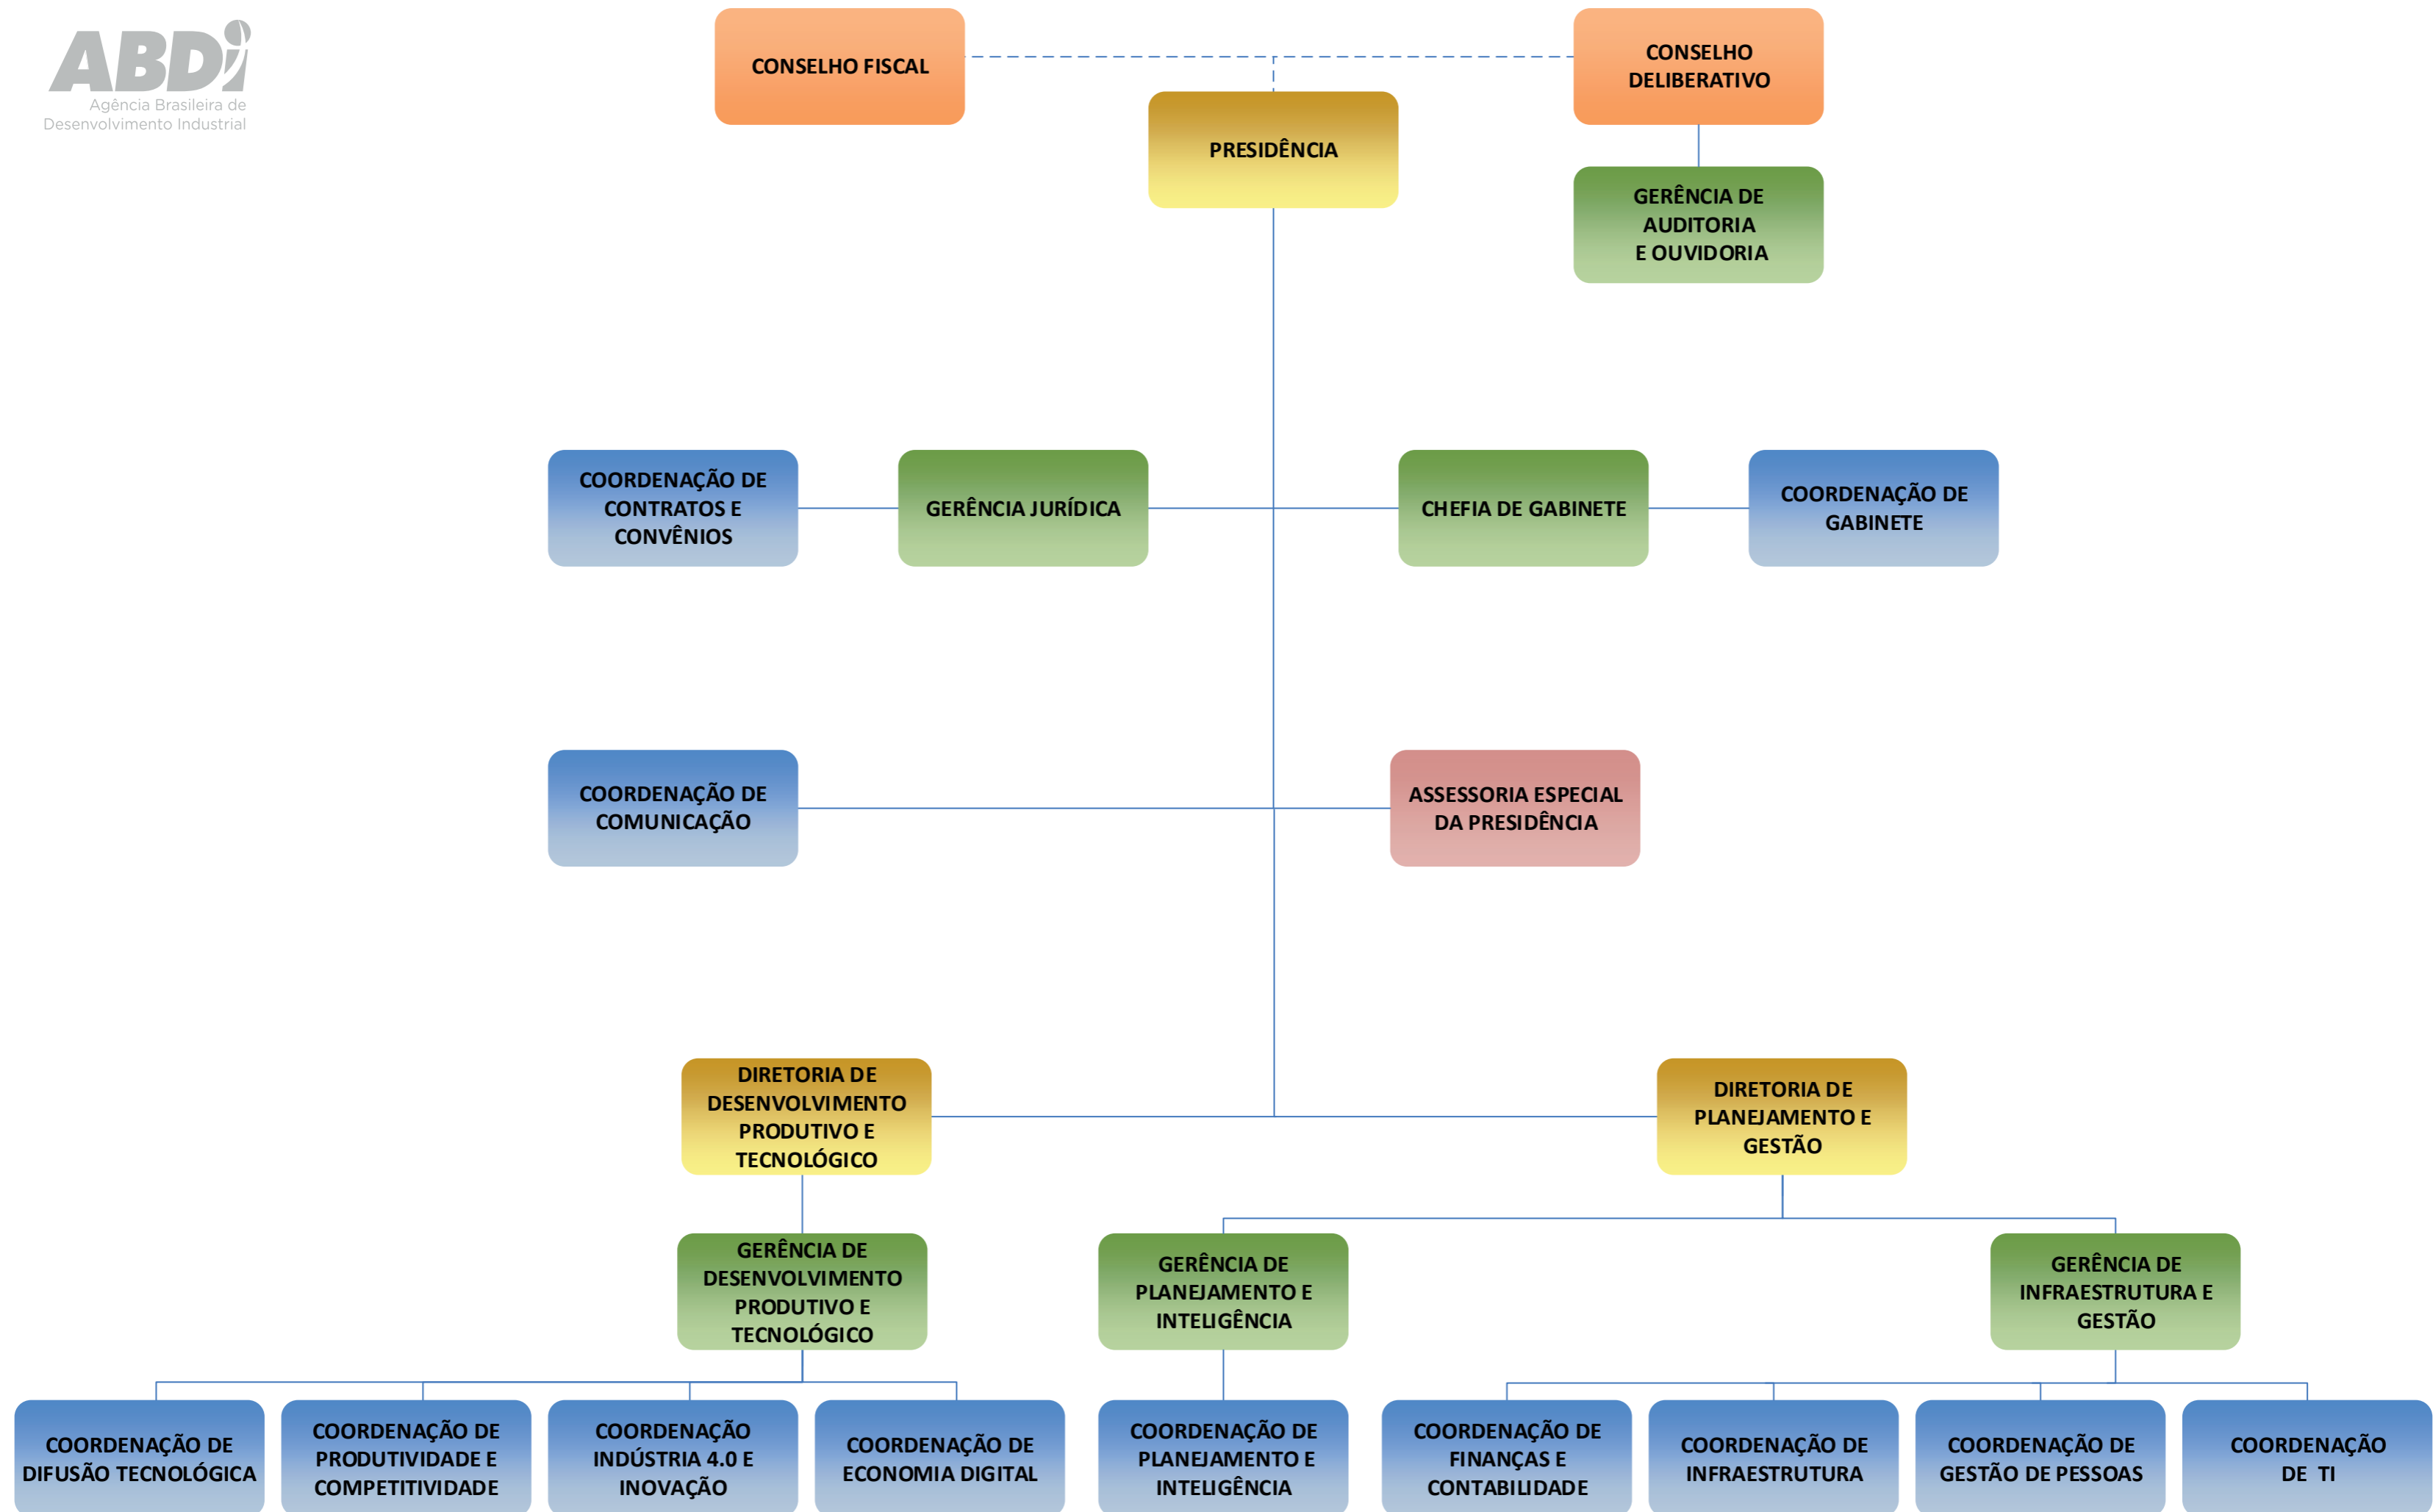 ABDi
Agência Brasileira de
Desenvolvimento Industrial
CONSELHO FISCAL
CONSELHO
DELIBERATIVO
PRESIDÊNCIA
GERÊNCIA DE
AUDITORIA
E OUVIDORIA
COORDENAÇÃO DE
CONTRATOS E
CONVÊNIOS
GERÊNCIA JURÍDICA
CHEFIA DE GABINETE
COORDENAÇÃO DE
GABINETE
COORDENAÇÃO DE
COMUNICAÇÃO
ASSESSORIA ESPECIAL
DA PRESIDÊNCIA
DIRETORIA DE
DESENVOLVIMENTO
PRODUTIVO E
TECNOLÓGICO
DIRETORIA DE
PLANEJAMENTO E
GESTÃO
GERÊNCIA DE
DESENVOLVIMENTO
PRODUTIVO E
TECNOLÓGICO
GERÊNCIA DE
PLANEJAMENTO E
INTELIGÊNCIA
GERÊNCIA DE
INFRAESTRUTURA E
GESTÃO
COORDENAÇÃO DE
DIFUSÃO TECNOLÓGICA
COORDENAÇÃO DE
PRODUTIVIDADE E
COMPETITIVIDADE
COORDENAÇÃO
INDÚSTRIA 4.0 E
INOVAÇÃO
COORDENAÇÃO DE
ECONOMIA DIGITAL
COORDENAÇÃO DE
PLANEJAMENTO E
INTELIGÊNCIA
COORDENAÇÃO DE
FINANÇAS E
CONTABILIDADE
COORDENAÇÃO DE
INFRAESTRUTURA
COORDENAÇÃO DE
GESTÃO DE PESSOAS
COORDENAÇÃO
DE TI